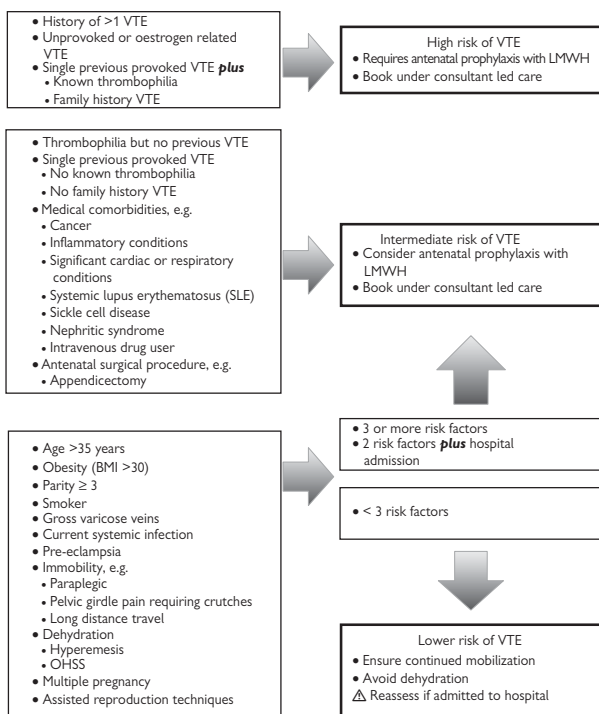 • History of >1 VTE
• Unprovoked or oestrogen related
VTE
• Single previous provoked VTE plus
• Known thrombophilia
• Family history VTE
High risk of VTE
• Requires antenatal prophylaxis with LMWH
• Book under consultant led care
• Thrombophilia but no previous VTE
• Single previous provoked VTE
• No known thrombophilia
• No family history VTE
• Medical comorbidities, e.g.
• Cancer
• Inflammatory conditions
• Significant cardiac or respiratory
conditions
• Systemic lupus erythematosus (SLE)
• Sickle cell disease
• Nephritic syndrome
• Intravenous drug user
• Antenatal surgical procedure, e.g.
• Appendicectomy
Intermediate risk of VTE
• Consider antenatal prophylaxis with
LMWH
• Book under consultant led care
• Age >35 years
• Obesity (BMI >30)
• Parity ≥ 3
• Smoker
• Gross varicose veins
• Current systemic infection
• Pre-eclampsia
• Immobility, e.g.
• Paraplegic
• Pelvic girdle pain requiring crutches
• Long distance travel
• Dehydration
• Hyperemesis
• OHSS
• Multiple pregnancy
• Assisted reproduction techniques
• 3 or more risk factors
• 2 risk factors plus hospital
admission
• < 3 risk factors
Lower risk of VTE
• Ensure continued mobilization
• Avoid dehydration
⚠ Reassess if admitted to hospital